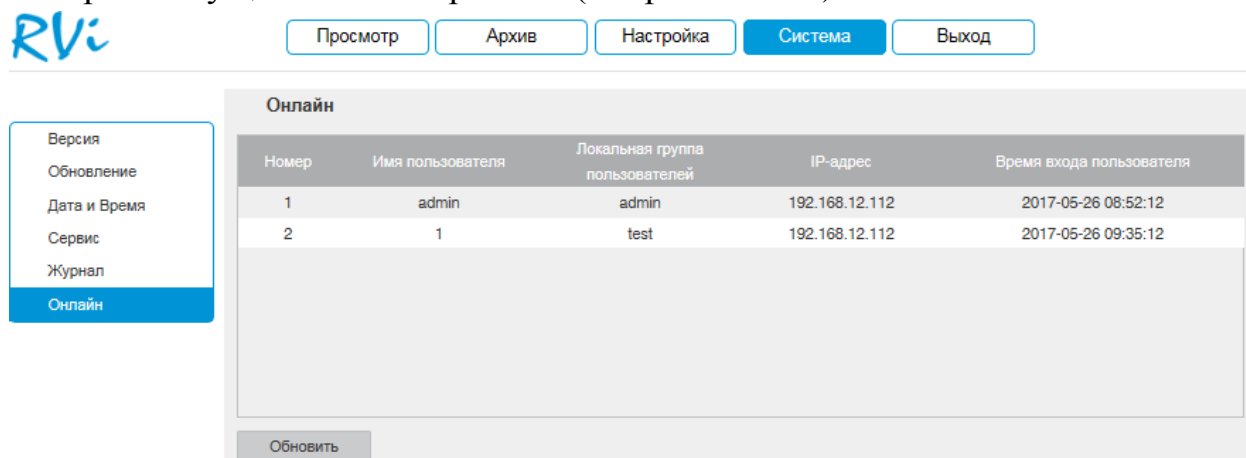 RVi
Просмотр Архив Настройка Система Выход
Онлайн
Версия
Обновление
Дата и Время
Сервис
Журнал
Онлайн
Номер Имя пользователя Локальная группа пользователей IP-адрес Время входа пользователя
1 admin admin 192.168.12.112 2017-05-26 08:52:12
2 1 test 192.168.12.112 2017-05-26 09:35:12
Обновить